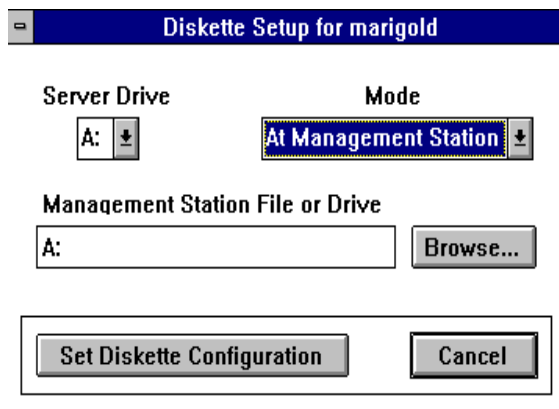 Diskette Setup for marigold
Server Drive Mode
A: At Management Station
Management Station File or Drive
A: Browse...
Set Diskette Configuration Cancel